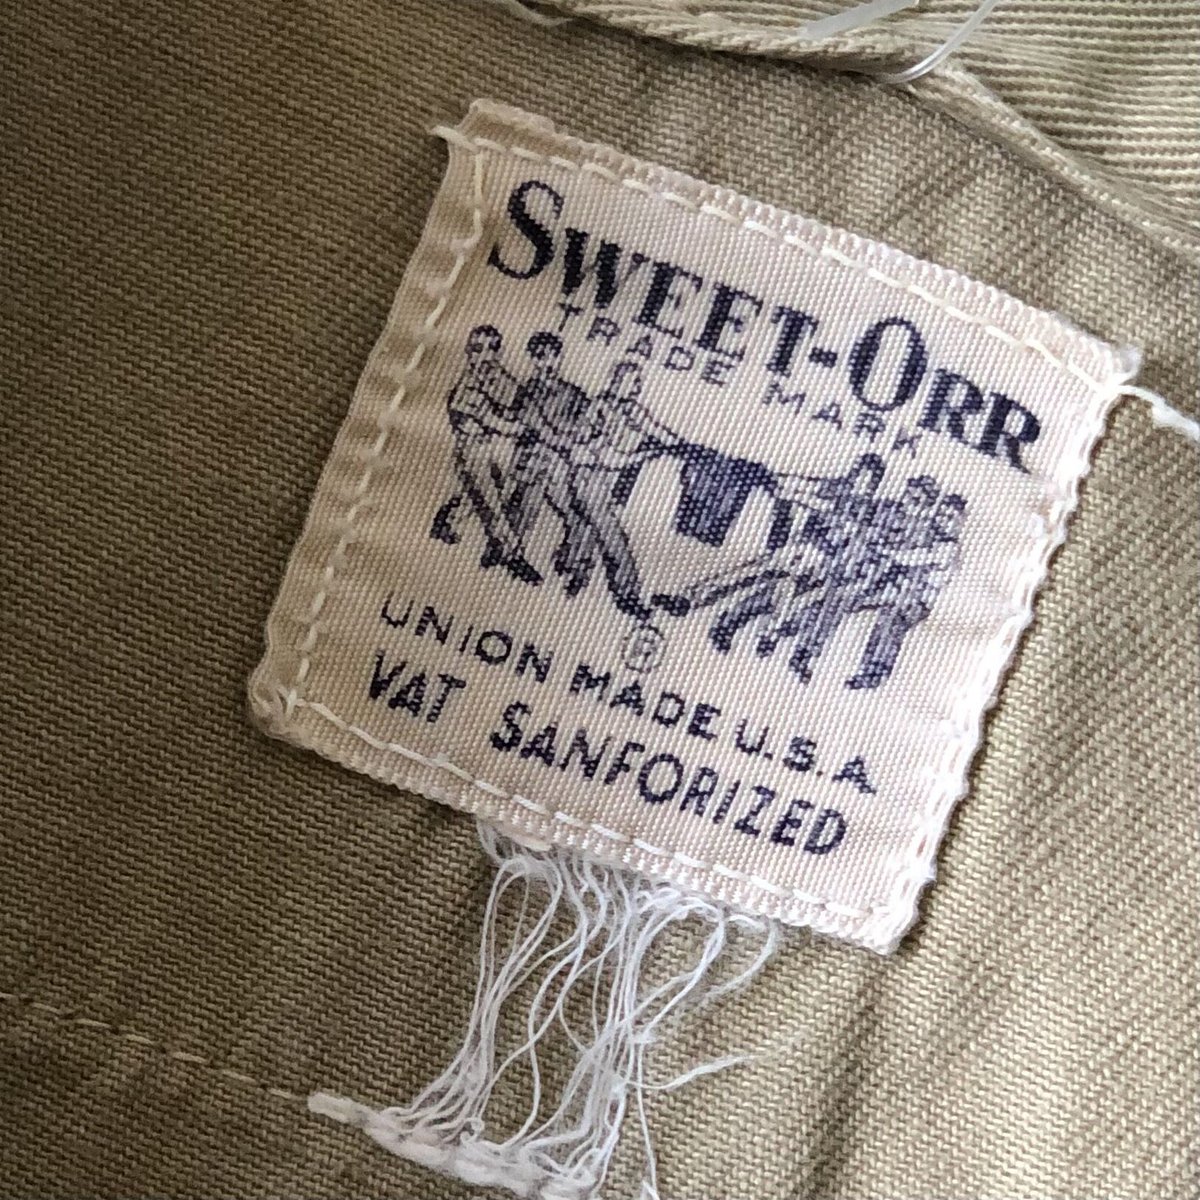 SWEET-ORR
TRADE MARK
®
UNION MADE U.S.A
VAT SANFORIZED